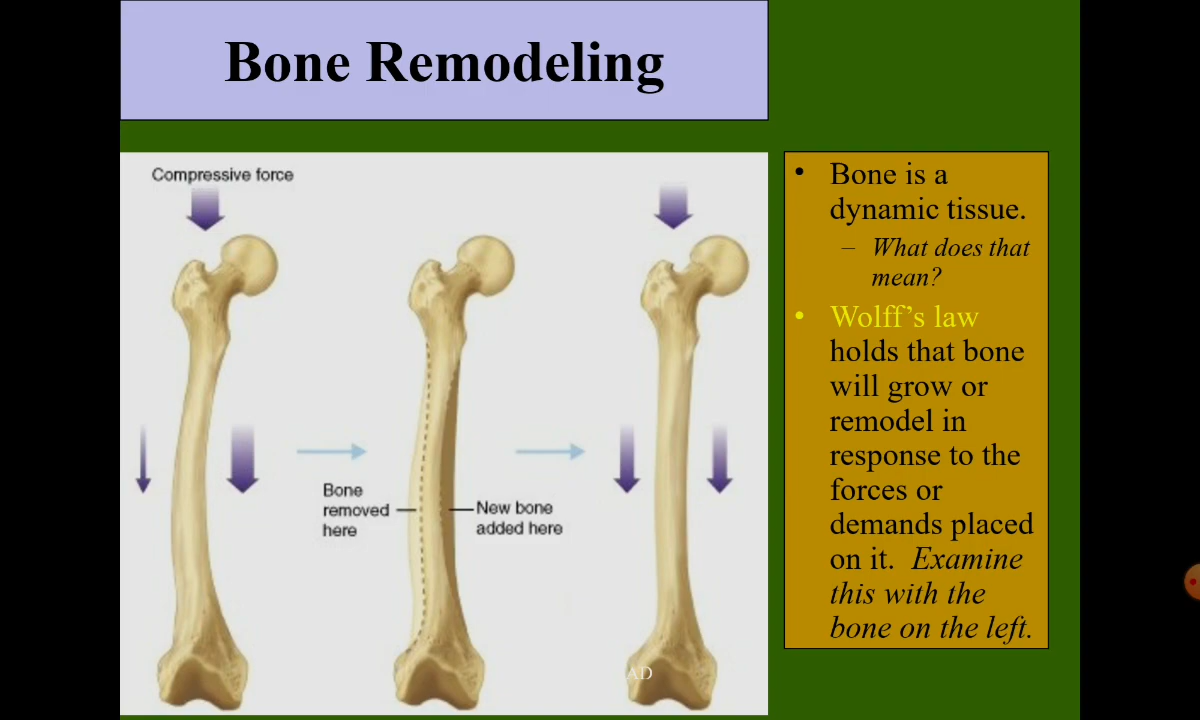 Bone Remodeling
Compressive force
Bone
removed
here
New bone
added here
AD
• Bone is a
dynamic tissue.
– What does that
mean?
• Wolff’s law
holds that bone
will grow or
remodel in
response to the
forces or
demands placed
on it. Examine
this with the
bone on the left.